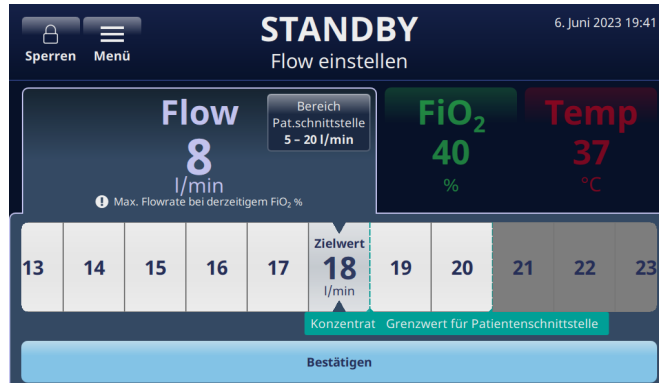 STANDBY
6. Juni 2023 19:41
Sperren Menü
Flow einstellen
Flow
8
l/min
Bereich
Pat.schnittstelle
5 – 20 l/min
Max. Flowrate bei derzeitigem FiO₂ %
FiO₂
40
%
Temp
37
°C
Zielwert
13 14 15 16 17 18 19 20 21 22 23
l/min
Konzentrat Grenzwert für Patientenschnittstelle
Bestätigen